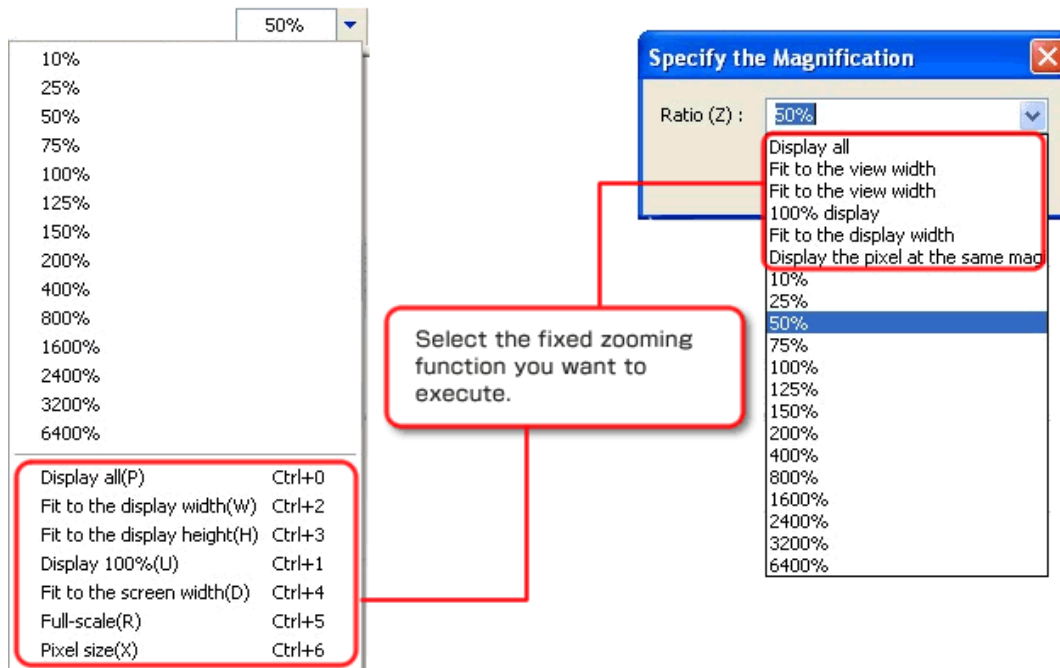 50%
10%
25%
50%
75%
100%
125%
150%
200%
400%
800%
1600%
2400%
3200%
6400%
Display all(P) Ctrl+0
Fit to the display width(W) Ctrl+2
Fit to the display height(H) Ctrl+3
Display 100%(U) Ctrl+1
Fit to the screen width(D) Ctrl+4
Full-scale(R) Ctrl+5
Pixel size(X) Ctrl+6
Select the fixed zooming
function you want to
execute.
Specify the Magnification
Ratio (Z) : 50%
Display all
Fit to the view width
Fit to the view width
100% display
Fit to the display width
Display the pixel at the same magi
10%
25%
50%
75%
100%
125%
150%
200%
400%
800%
1600%
2400%
3200%
6400%